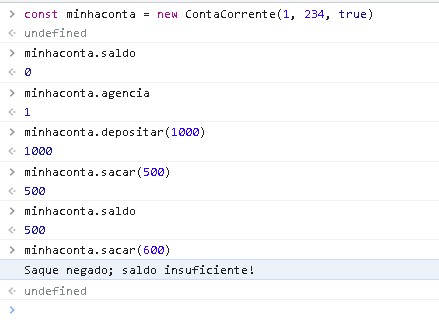 > const minhaconta = new ContaCorrente(1, 234, true)
< undefined
> minhaconta.saldo
< 0
> minhaconta.agencia
< 1
> minhaconta.depositar(1000)
< 1000
> minhaconta.sacar(500)
< 500
> minhaconta.saldo
< 500
> minhaconta.sacar(600)
Saque negado; saldo insuficiente!
< undefined
>